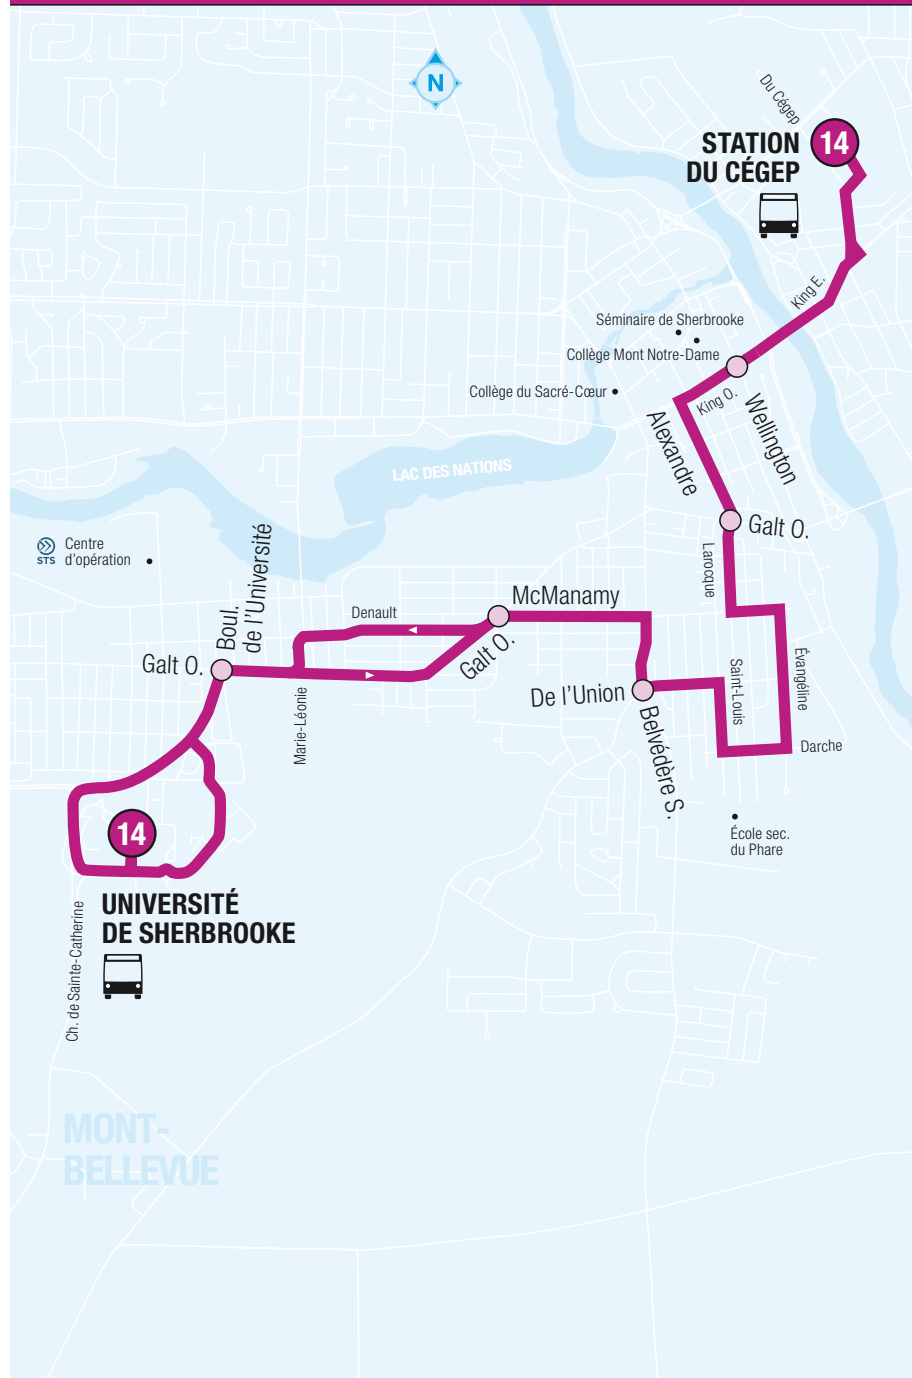 N
Du Cégep
STATION
DU CÉGEP
14
King E.
Séminaire de Sherbrooke
Collège Mont Notre-Dame
Collège du Sacré-Cœur
King O.
Wellington
Alexandre
LAC DES NATIONS
Galt O.
STS
Centre
d’opération
Boul.
de l’Université
Larocque
McManamy
Denault
Galt O.
Galt O.
Évangéline
Saint-Louis
De l’Union
Marie-Léonie
Belvédère S.
Darche
14
École sec.
du Phare
UNIVERSITÉ
DE SHERBROOKE
Ch. de Sainte-Catherine
MONT-
BELLEVUE